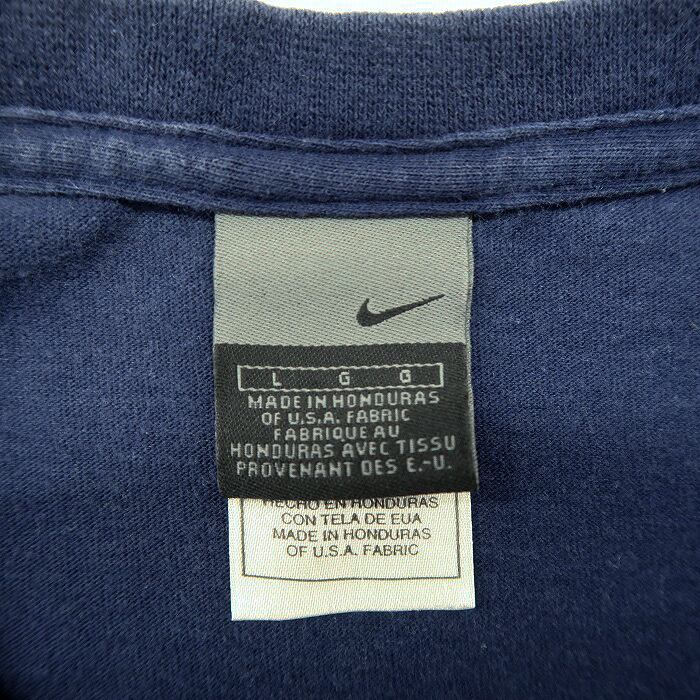 L G G
MADE IN HONDURAS
OF U.S.A. FABRIC
FABRIQUE AU
HONDURAS AVEC TISSU
PROVENANT DES E.-U.
HECHO EN HONDURAS
CON TELA DE EUA
MADE IN HONDURAS
OF U.S.A. FABRIC